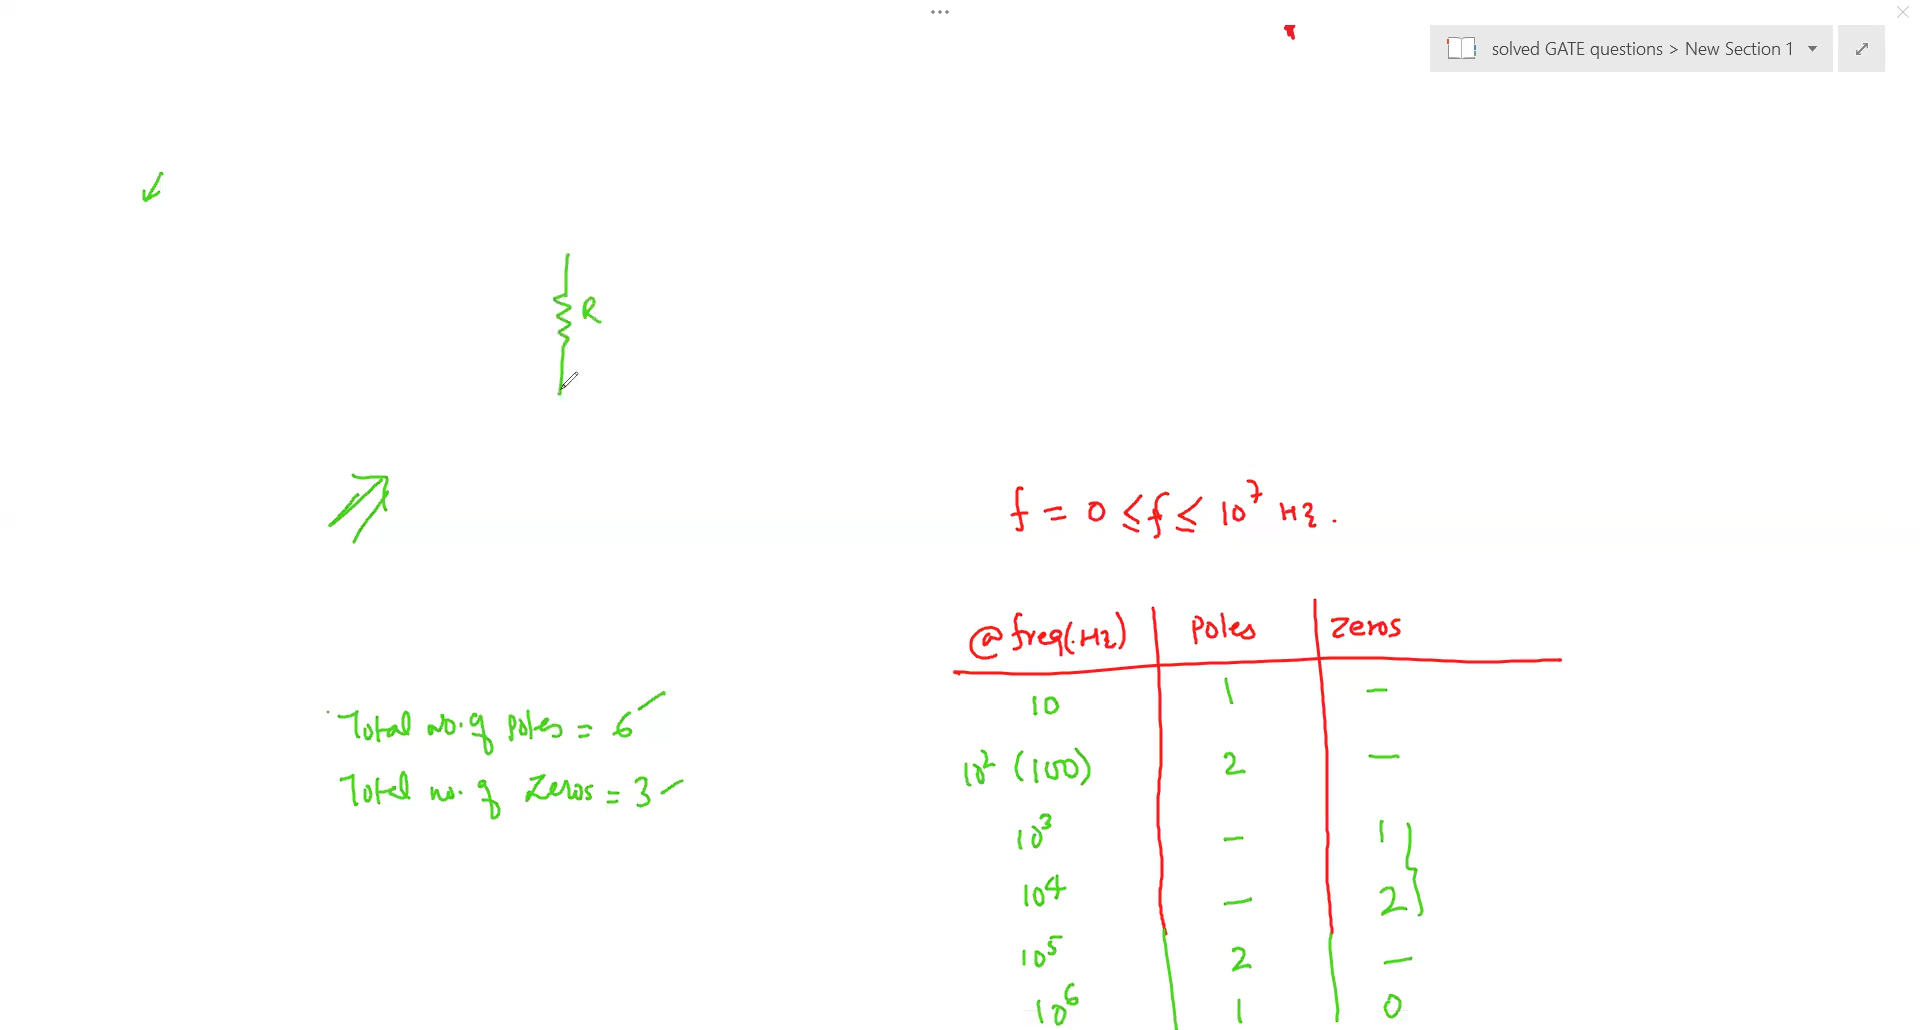 solved GATE questions > New Section 1
R
f = 0 ≤ f ≤ 10⁷ Hz.
@freq(.Hz) Poles Zeros
10 1 –
10² (100) 2 –
10³ – 1
10⁴ – 2
10⁵ 2 –
10⁶ 1 0
Total no. of poles = 6
Total no. of Zeros = 3